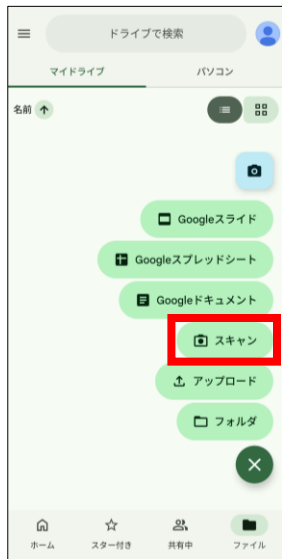 ドライブで検索
マイドライブ パソコン
名前
Googleスライド
Googleスプレッドシート
Googleドキュメント
スキャン
アップロード
フォルダ
ホーム スター付き 共有中 ファイル